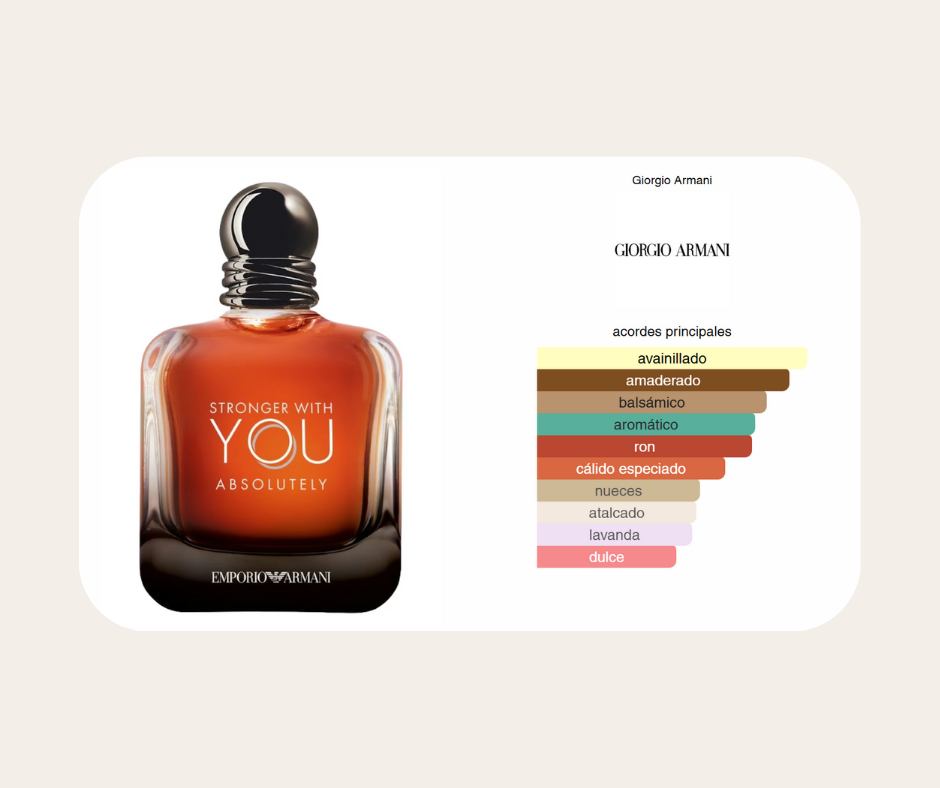 STRONGER WITH
YOU
ABSOLUTELY
EMPORIO ARMANI
Giorgio Armani
GIORGIO ARMANI
acordes principales
avainillado
amaderado
balsámico
aromático
ron
cálido especiado
nueces
atalcado
lavanda
dulce